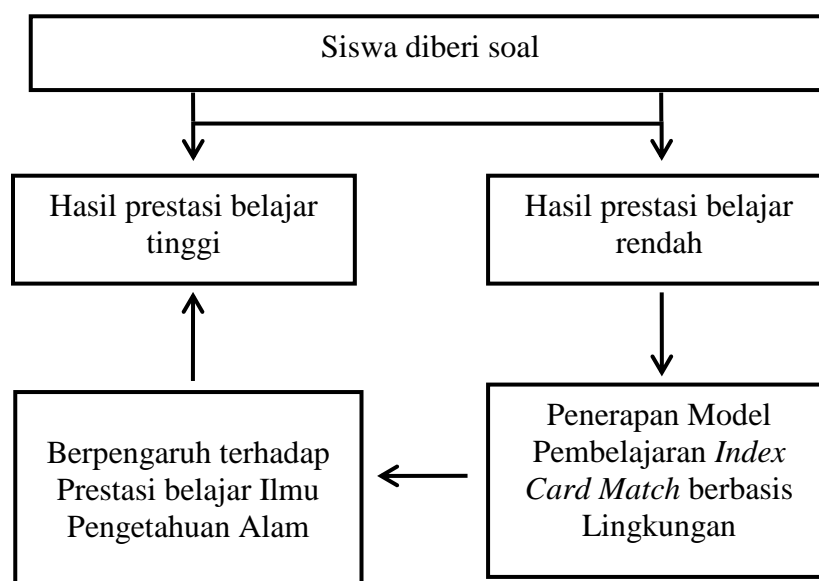 Siswa diberi soal
Hasil prestasi belajar
tinggi
Hasil prestasi belajar
rendah
Berpengaruh terhadap
Prestasi belajar Ilmu
Pengetahuan Alam
Penerapan Model
Pembelajaran Index
Card Match berbasis
Lingkungan